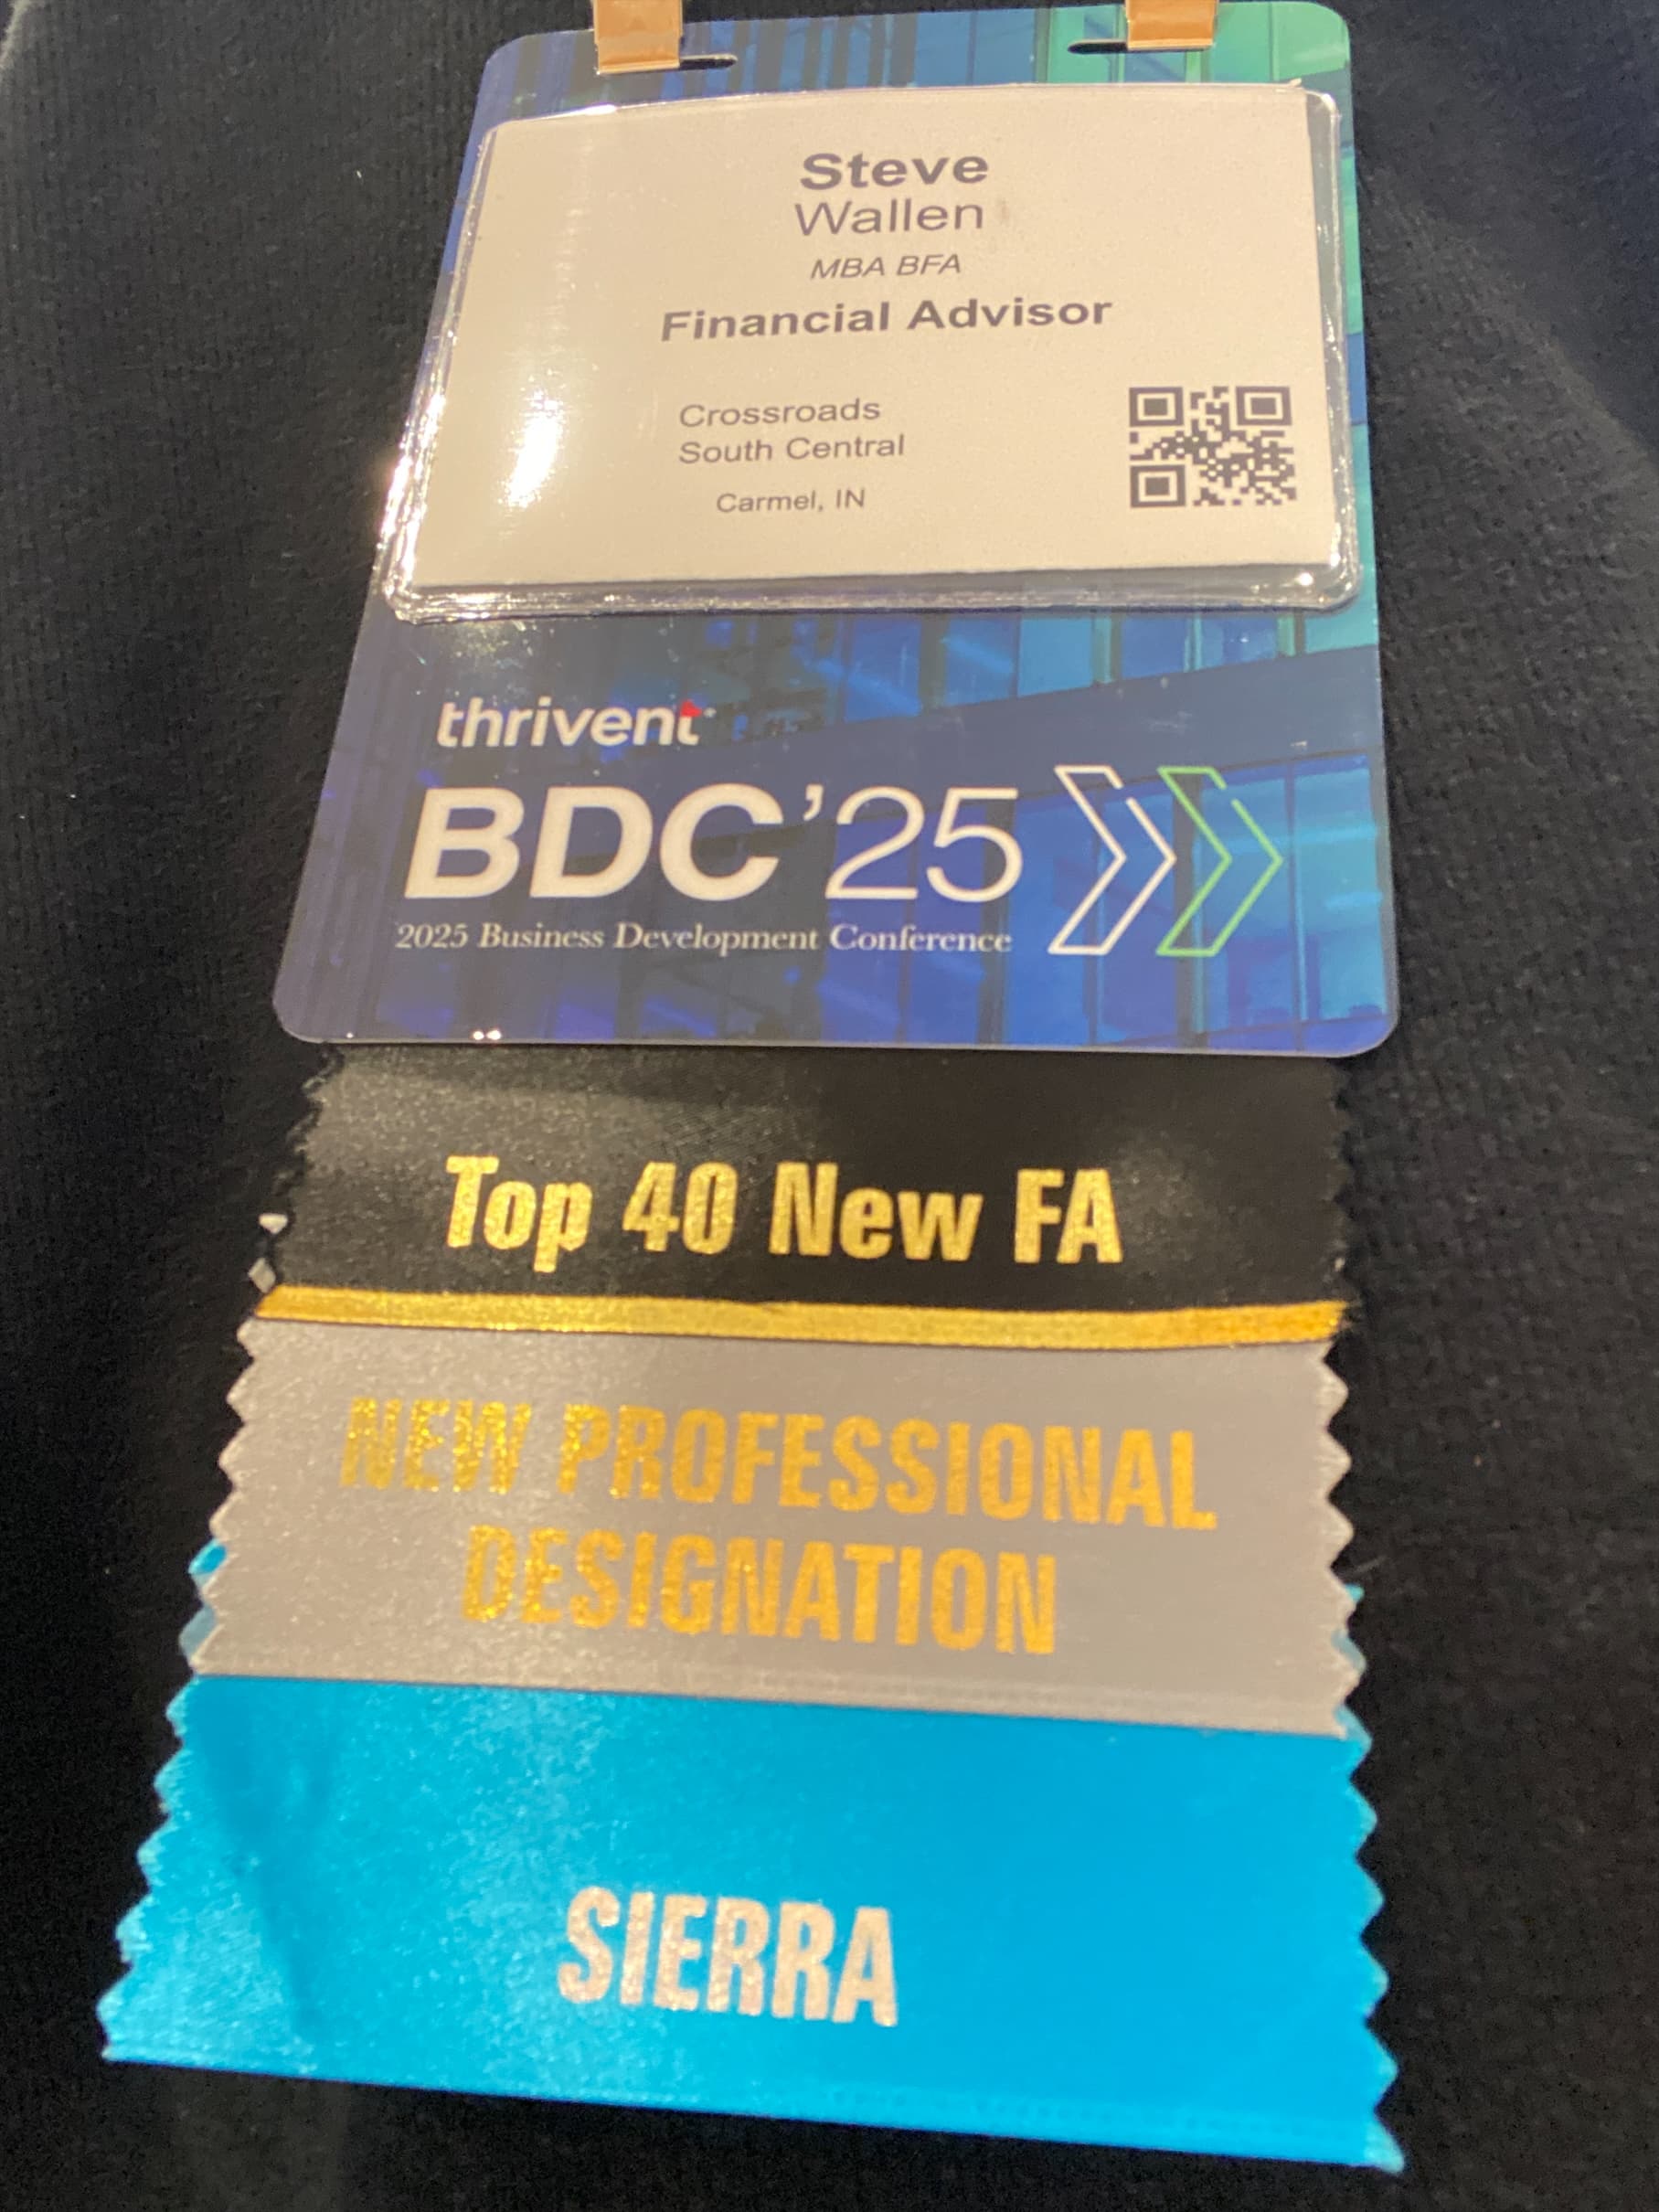 Steve
Wallen
MBA BFA
Financial Advisor
Crossroads
South Central
Carmel, IN
thrivent
BDC’25
2025 Business Development Conference
Top 40 New FA
NEW PROFESSIONAL
DESIGNATION
SIERRA